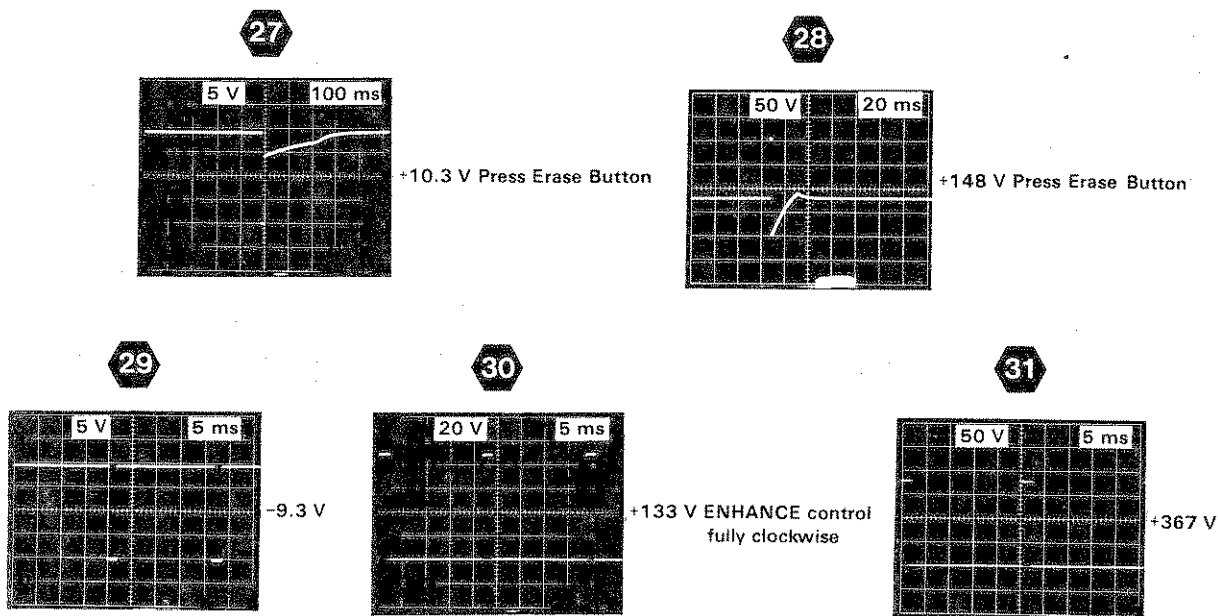 27
28
5 V 100 ms
50 V 20 ms
+10.3 V Press Erase Button
+148 V Press Erase Button
29
30
31
5 V 5 ms
20 V 5 ms
50 V 5 ms
-9.3 V
+133 V ENHANCE control
fully clockwise
+367 V